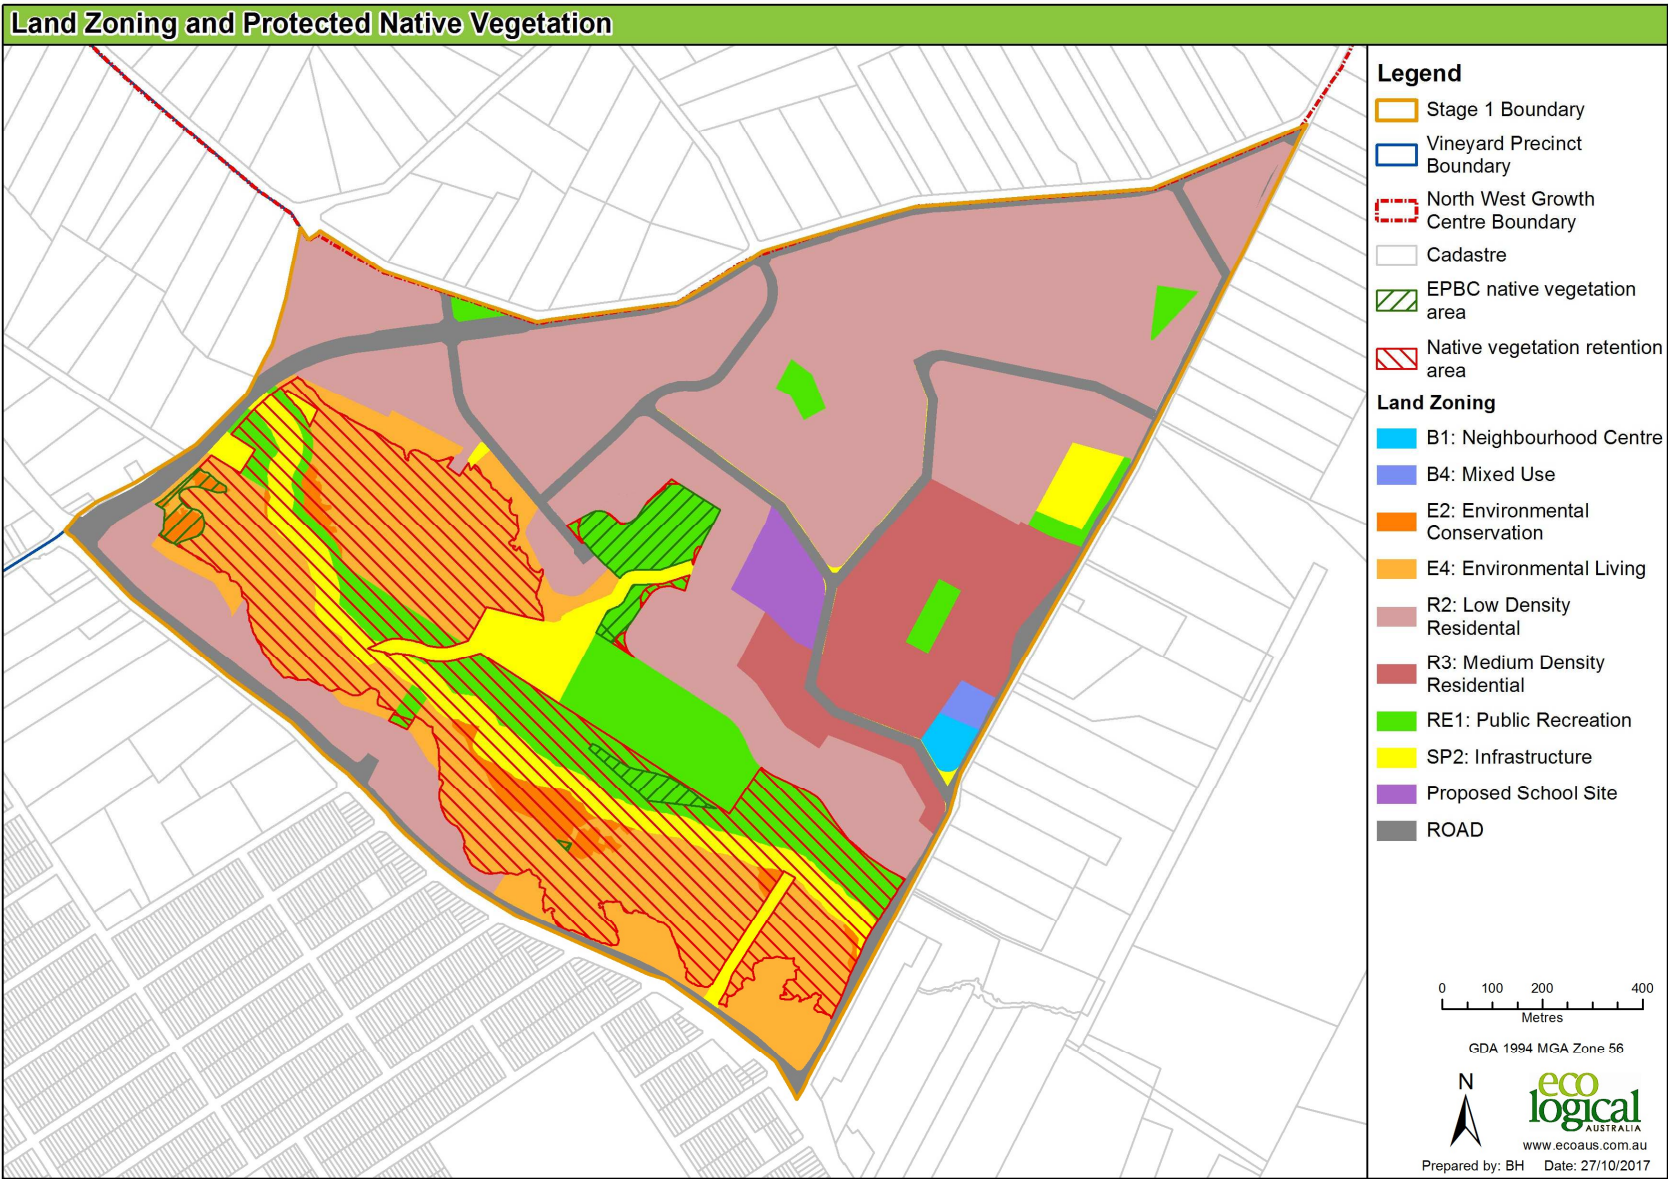 Land Zoning and Protected Native Vegetation
Legend
Stage 1 Boundary
Vineyard Precinct
Boundary
North West Growth
Centre Boundary
Cadastre
EPBC native vegetation
area
Native vegetation retention
area
Land Zoning
B1: Neighbourhood Centre
B4: Mixed Use
E2: Environmental
Conservation
E4: Environmental Living
R2: Low Density
Residental
R3: Medium Density
Residential
RE1: Public Recreation
SP2: Infrastructure
Proposed School Site
ROAD
0 100 200 400
Metres
GDA 1994 MGA Zone 56
N
eco
logical
AUSTRALIA
www.ecoaus.com.au
Prepared by: BH Date: 27/10/2017